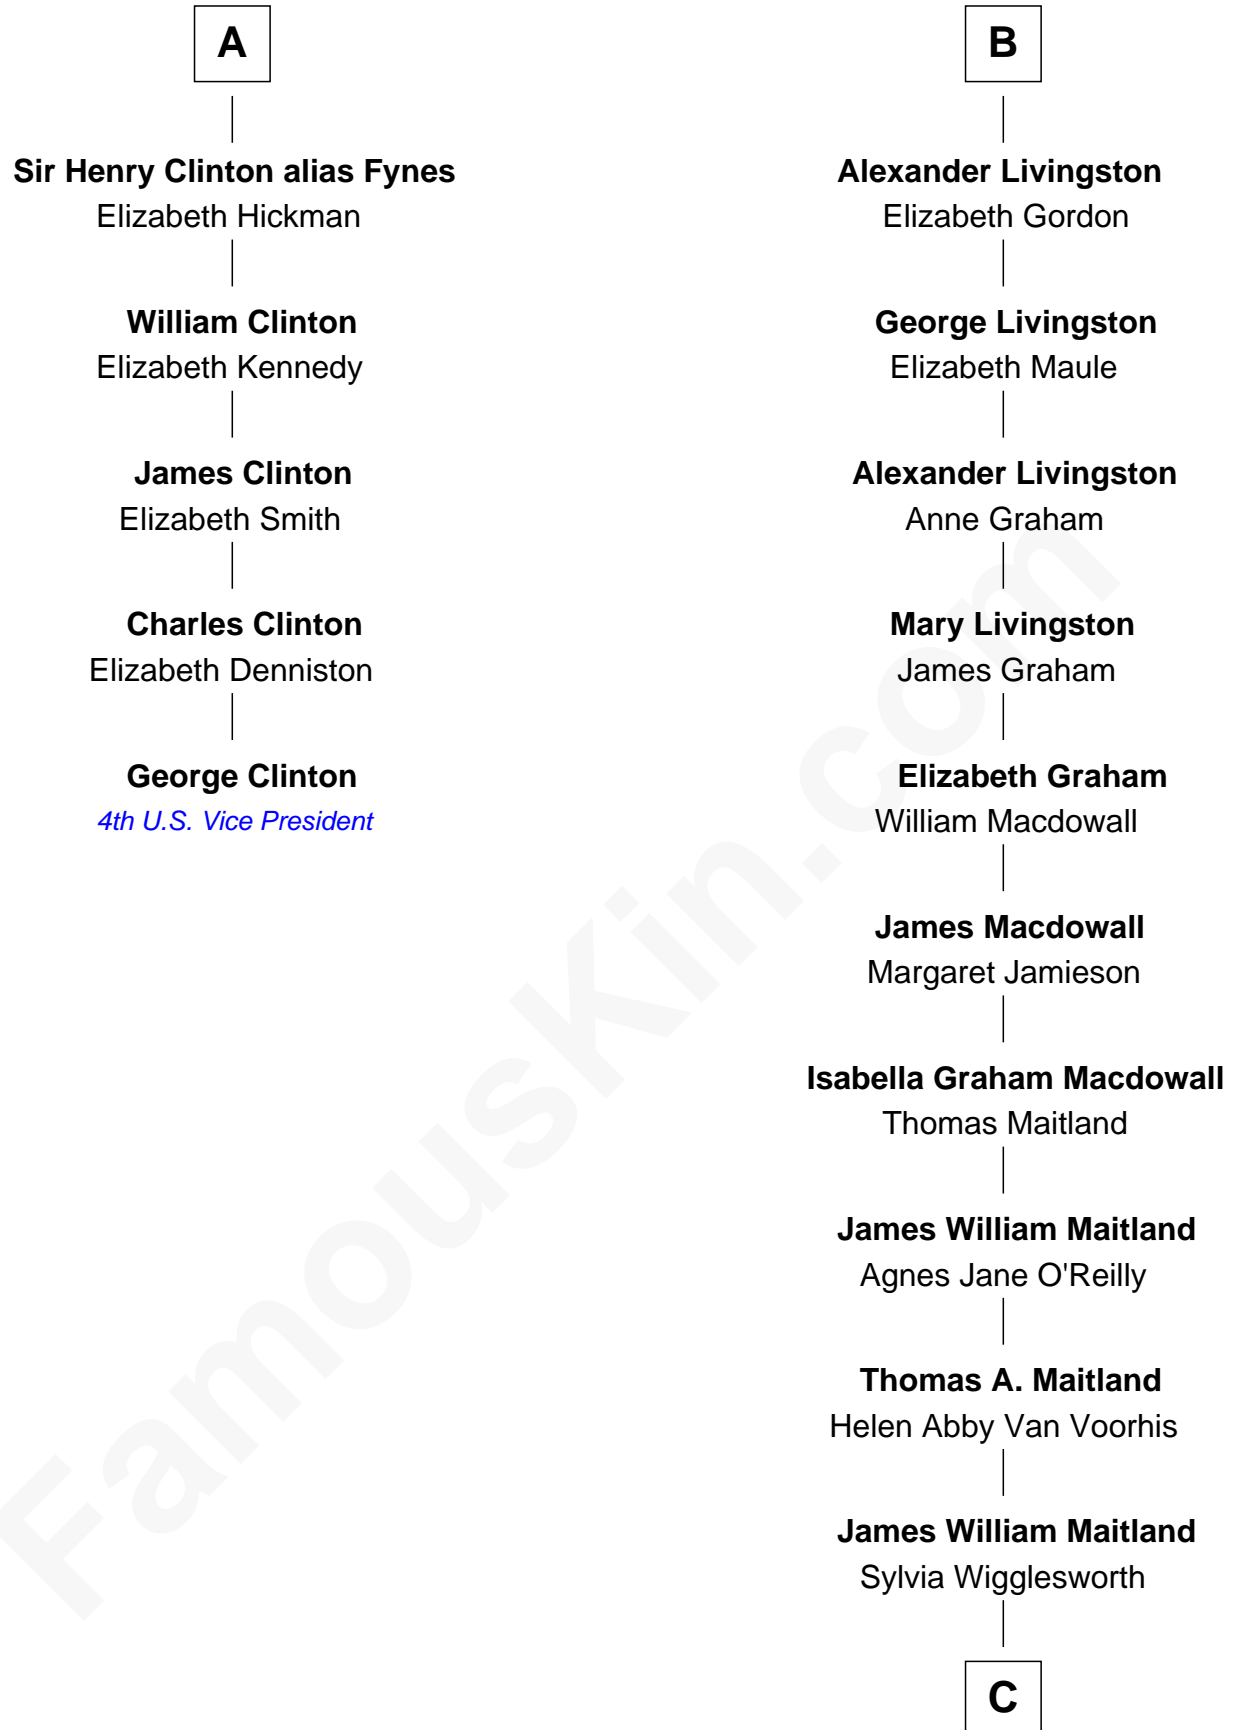 A
Sir Henry Clinton alias Fynes
Elizabeth Hickman
William Clinton
Elizabeth Kennedy
James Clinton
Elizabeth Smith
Charles Clinton
Elizabeth Denniston
George Clinton
4th U.S. Vice President
B
Alexander Livingston
Elizabeth Gordon
George Livingston
Elizabeth Maule
Alexander Livingston
Anne Graham
Mary Livingston
James Graham
Elizabeth Graham
William Macdowall
James Macdowall
Margaret Jamieson
Isabella Graham Macdowall
Thomas Maitland
James William Maitland
Agnes Jane O'Reilly
Thomas A. Maitland
Helen Abby Van Voorhis
James William Maitland
Sylvia Wigglesworth
C
FamousKin.com